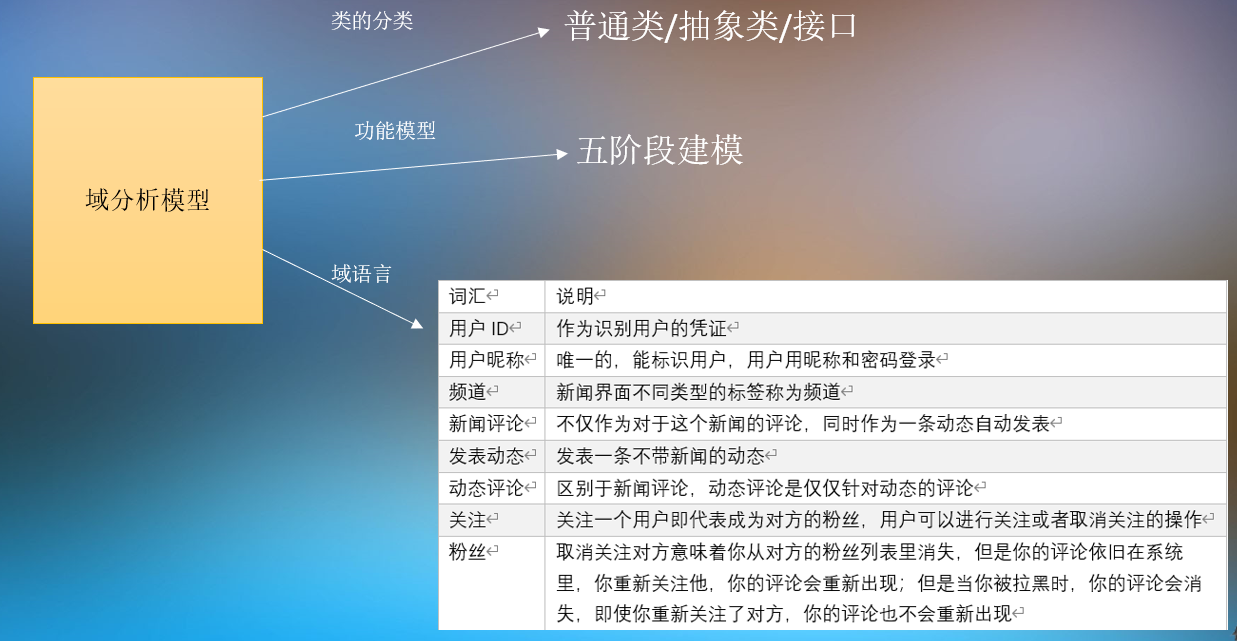 类的分类
普通类/抽象类/接口
功能模型
五阶段建模
域分析模型
域语言
词汇 说明
用户 ID 作为识别用户的凭证
用户昵称 唯一的，能标识用户，用户用昵称和密码登录
频道 新闻界面不同类型的标签称为频道
新闻评论 不仅作为对于这个新闻的评论，同时作为一条动态自动发表
发表动态 发表一条不带新闻的动态
动态评论 区别于新闻评论，动态评论是仅仅针对动态的评论
关注 关注一个用户即代表成为对方的粉丝，用户可以进行关注或者取消关注的操作
粉丝 取消关注对方意味着你从对方的粉丝列表里消失，但是你的评论依旧在系统
里，你重新关注他，你的评论会重新出现；但是当你被拉黑时，你的评论会消
失，即使你重新关注了对方，你的评论也不会重新出现